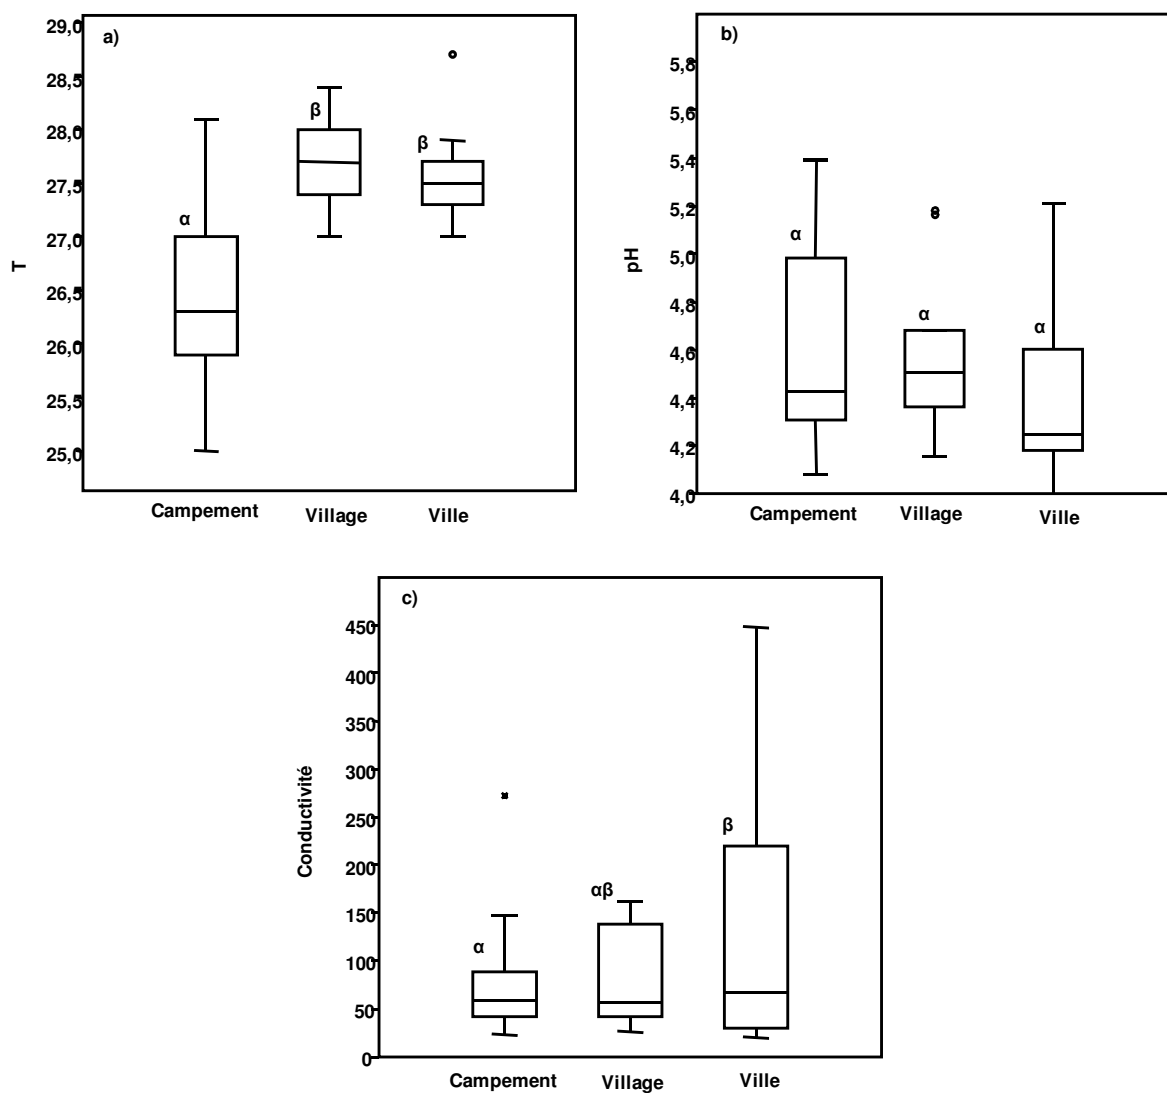 a)
29,0
28,5
β
28,0
β
27,5
α
27,0
T
26,5
26,0
25,5
25,0
Campement
Village
Ville
b)
5,8
5,6
5,4
5,2
α
5,0
pH
4,8
α
α
4,6
4,4
4,2
4,0
Campement
Village
Ville
c)
450
400
350
300
Conductivité
250
β
200
αβ
150
α
100
50
0
Campement
Village
Ville